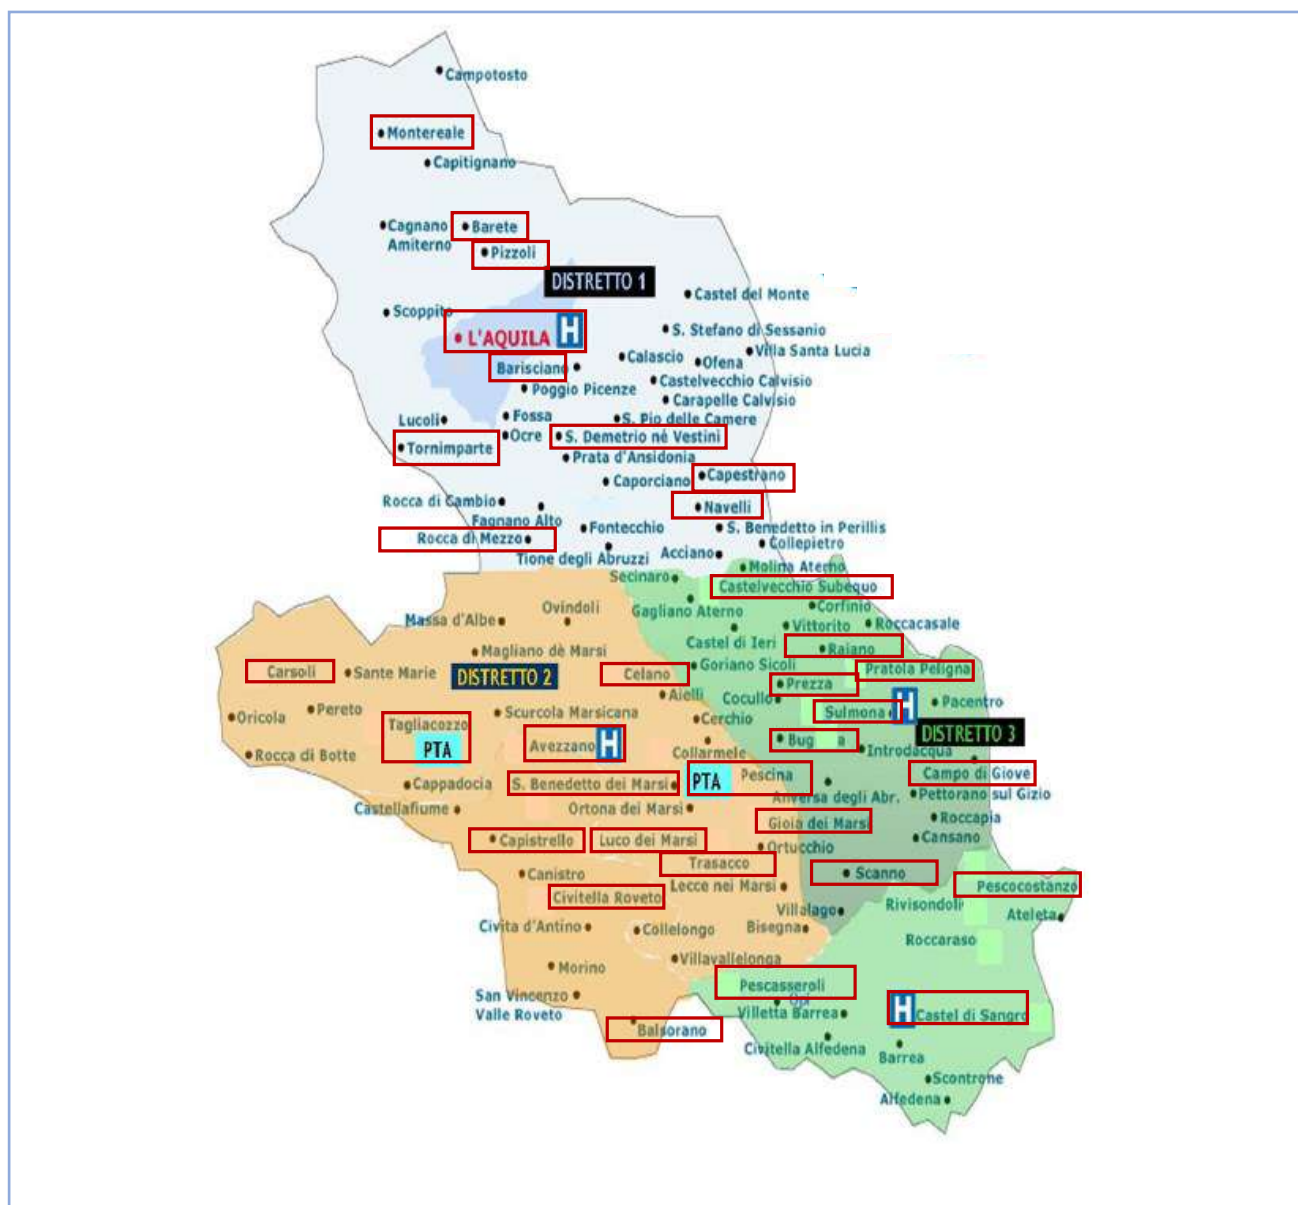 Campotosto
Montereale
Capitignano
Cagnano
Amiterno
Barete
Pizzoli
DISTRETTO 1
Castel del Monte
Scoppito
L'AQUILA H
S. Stefano di Sessanio
Villa Santa Lucia
Calascio
Ofena
Barisciano
Castelvecchio Calvisio
Poggio Picenze
Carapelle Calvisio
Lucoli
Fossa
S. Pio delle Camere
Ocre
S. Demetrio nè Vestini
Tornimparte
Prata d'Ansidonia
Capestrano
Caporciano
Rocca di Cambio
Navelli
Fagnano Alto
Fontecchio
S. Benedetto in Perillis
Rocca di Mezzo
Collepietro
Tione degli Abruzzi
Acciano
Molina Aterno
Secinaro
Castelvecchio Subequo
Gagliano Aterno
Corfinio
Ovindoli
Massa d'Albe
Vittorito
Roccacasale
Castel di Ieri
Raiano
Magliano dè Marsi
Goriano Sicoli
Pratola Peligna
Carsoli
Sante Marie
DISTRETTO 2
Celano
Prezza
Aielli
Cocullo
Pacentro
Pereto
Scurcola Marsicana
Sulmona H
Oricola
Cerchio
Tagliacozzo
PTA
DISTRETTO 3
Avezzano H
Bug a
Introdacqua
Rocca di Botte
Collarmele
Campo di Giove
Cappadocia
S. Benedetto dei Marsi
PTA Pescina
Anversa degli Abr.
Pettorano sul Gizio
Castellafiume
Ortona dei Marsi
Gioia dei Marsi
Roccapia
Capistrello
Luco dei Marsi
Cansano
Ortucchio
Trasacco
Canistro
Scanno
Lecce nei Marsi
Pescocostanzo
Civitella Roveto
Rivisondoli
Villalago
Ateleta
Civita d'Antino
Collelongo
Bisegna
Roccaraso
Villavallelonga
Morino
Pescasseroli
San Vincenzo
Valle Roveto
Opi
Villetta Barrea
H Castel di Sangro
Balsorano
Civitella Alfedena
Barrea
Scontrone
Alfedena